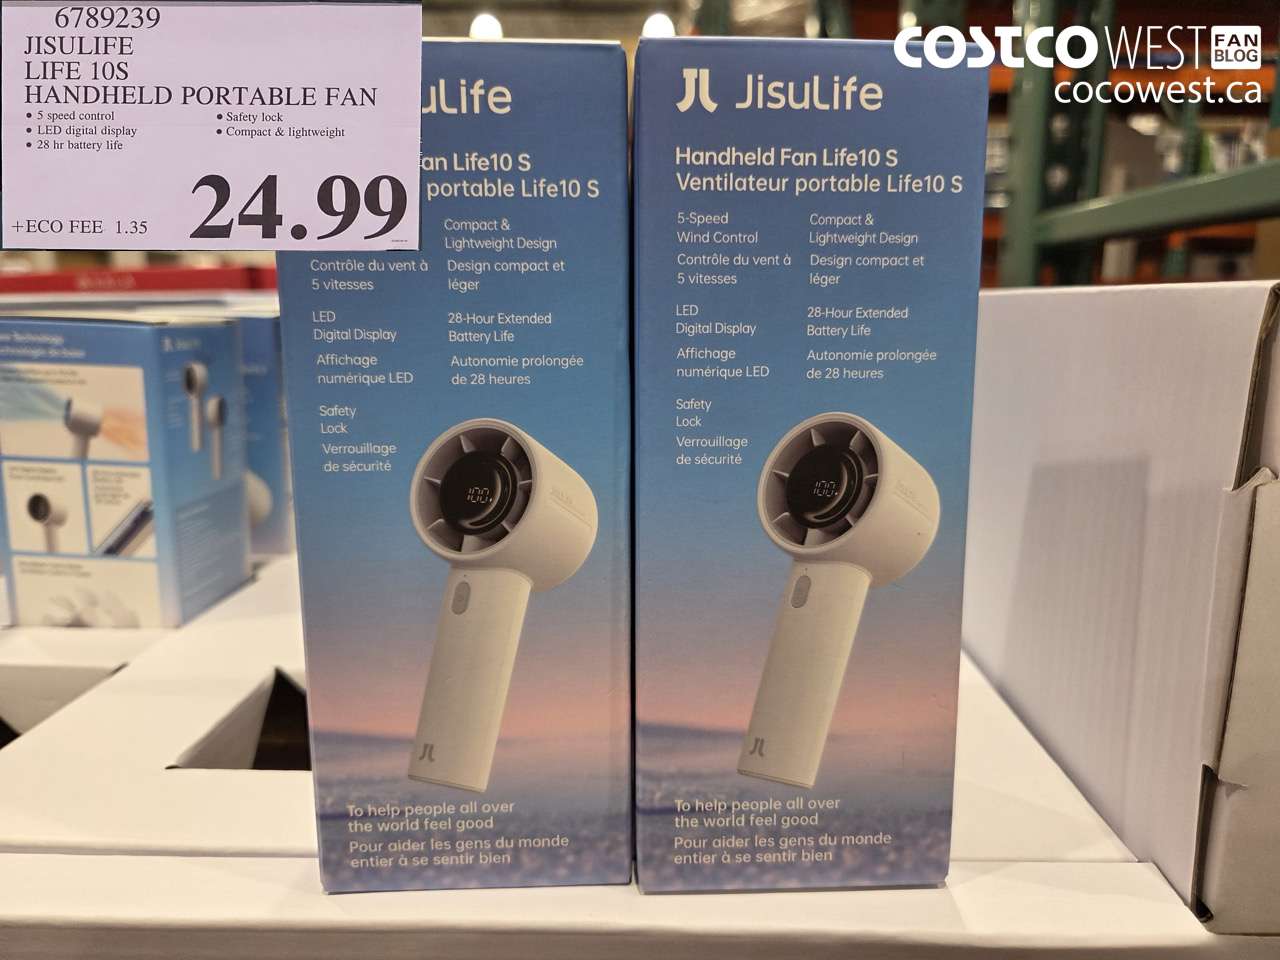 6789239
JISULIFE
LIFE 10S
HANDHELD PORTABLE FAN
• 5 speed control
• LED digital display
• 28 hr battery life
• Safety lock
• Compact & lightweight
+ECO FEE 1.35
24.99
COSTCO WEST FAN BLOG
cocowest.ca
uLife
an Life10 S
portable Life10 S
Compact &
Lightweight Design
Contrôle du vent à
5 vitesses
Design compact et
léger
LED
Digital Display
28-Hour Extended
Battery Life
Affichage
numérique LED
Autonomie prolongée
de 28 heures
Safety
Lock
Verrouillage
de sécurité
100
To help people all over
the world feel good
Pour aider les gens du monde
entier à se sentir bien
JisuLife
Handheld Fan Life10 S
Ventilateur portable Life10 S
5-Speed
Wind Control
Compact &
Lightweight Design
Contrôle du vent à
5 vitesses
Design compact et
léger
LED
Digital Display
28-Hour Extended
Battery Life
Affichage
numérique LED
Autonomie prolongée
de 28 heures
Safety
Lock
Verrouillage
de sécurité
100
To help people all over
the world feel good
Pour aider les gens du monde
entier à se sentir bien